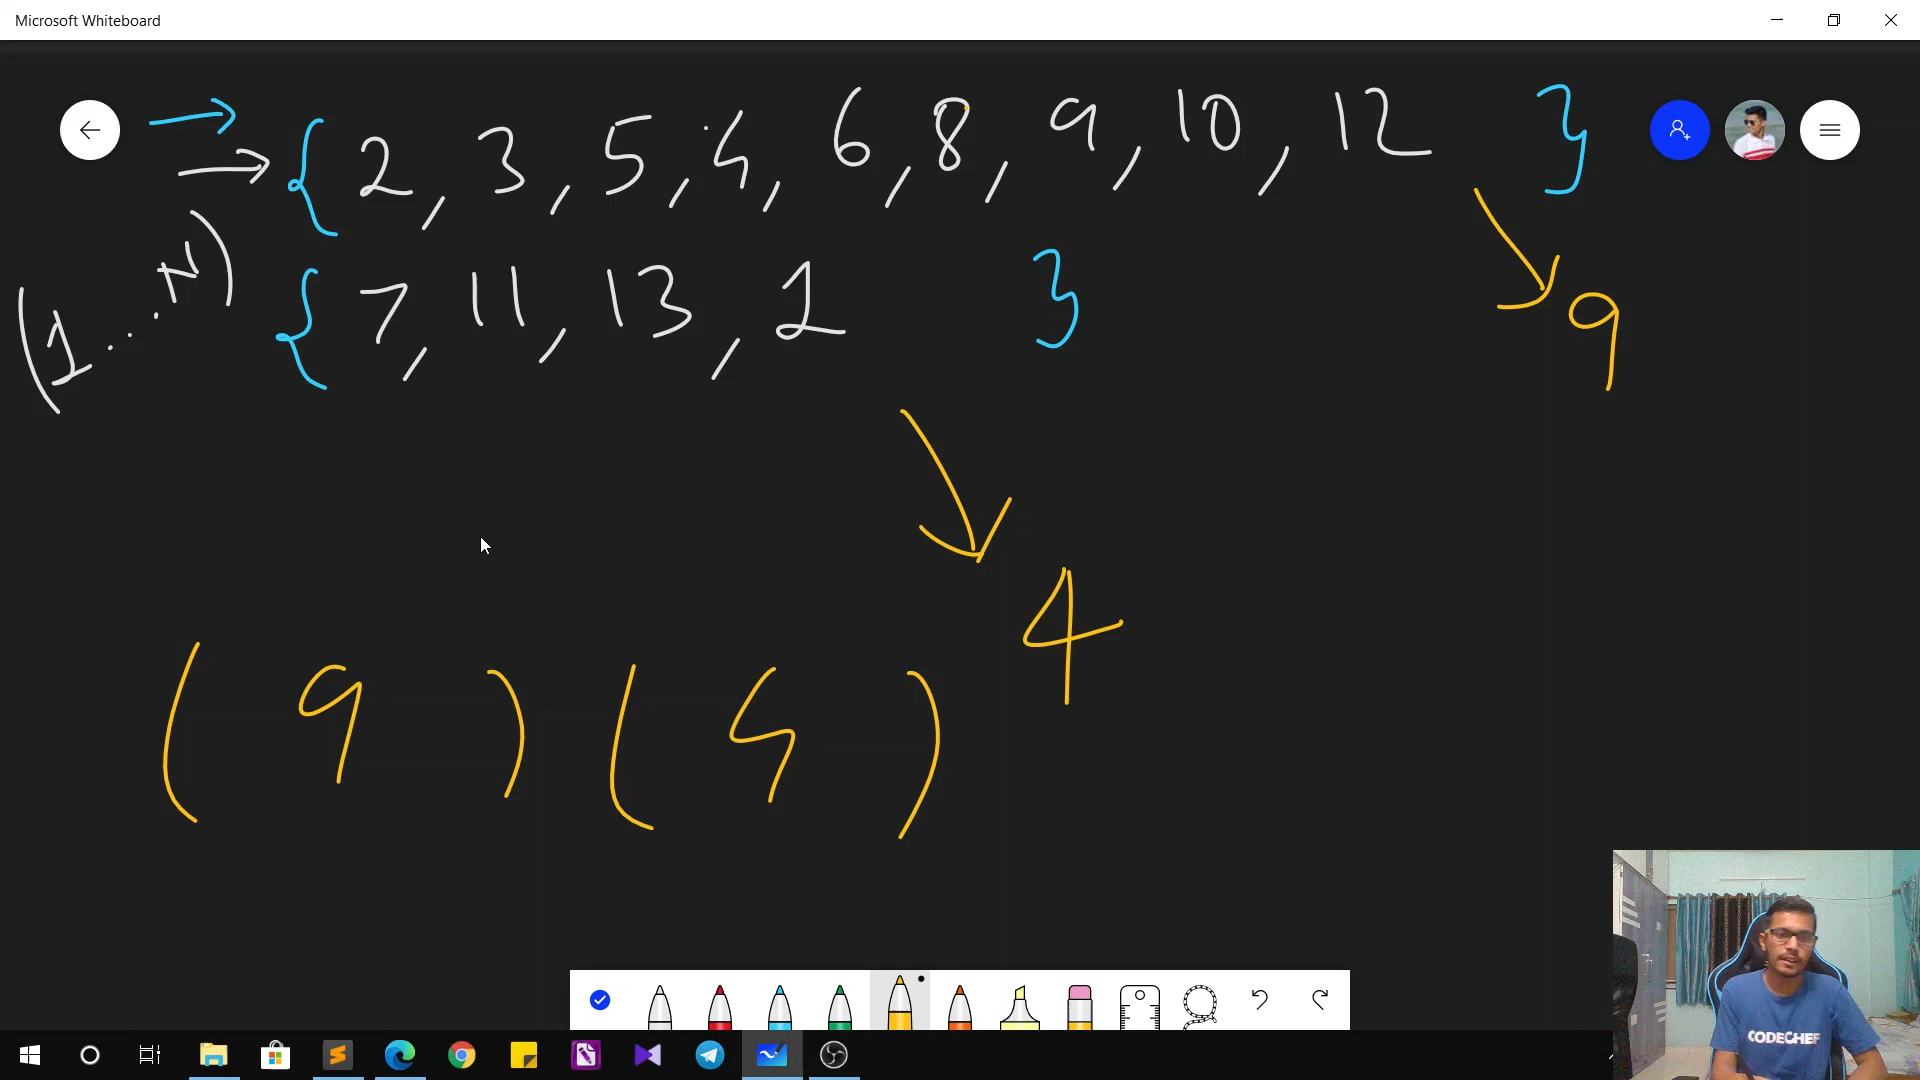 Microsoft Whiteboard
{ 2, 3, 5, 4, 6, 8, 9, 10, 12 }
(1...N)
{ 7, 11, 13, 1 }
9
4
( 9 ) ( 4 )
CODECHEF